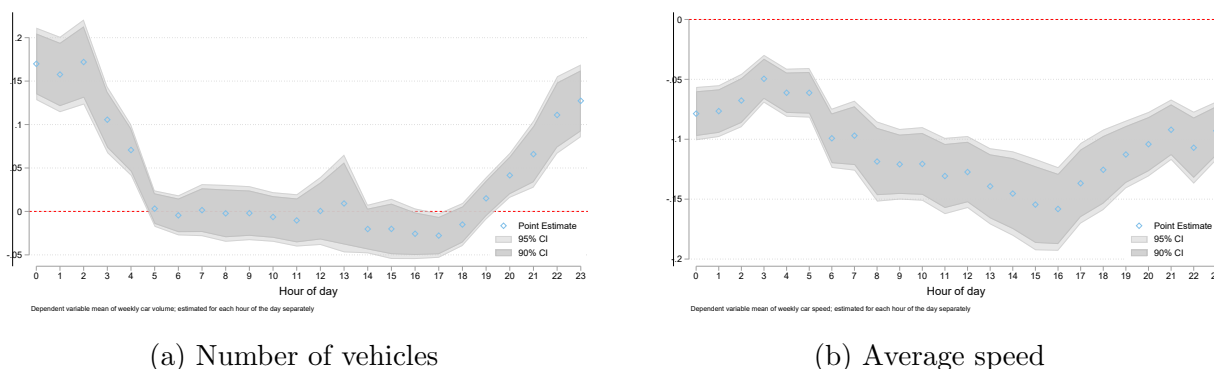 .2
.15
.1
.05
0
-.05
0 1 2 3 4 5 6 7 8 9 10 11 12 13 14 15 16 17 18 19 20 21 22 23
Hour of day
Point Estimate
95% CI
90% CI
Dependent variable mean of weekly car volume; estimated for each hour of the day separately
(a) Number of vehicles
0
-.05
-.1
-.15
-.2
0 1 2 3 4 5 6 7 8 9 10 11 12 13 14 15 16 17 18 19 20 21 22
Hour of day
Point Estimate
95% CI
90% CI
Dependent variable mean of weekly car speed; estimated for each hour of the day separately
(b) Average speed